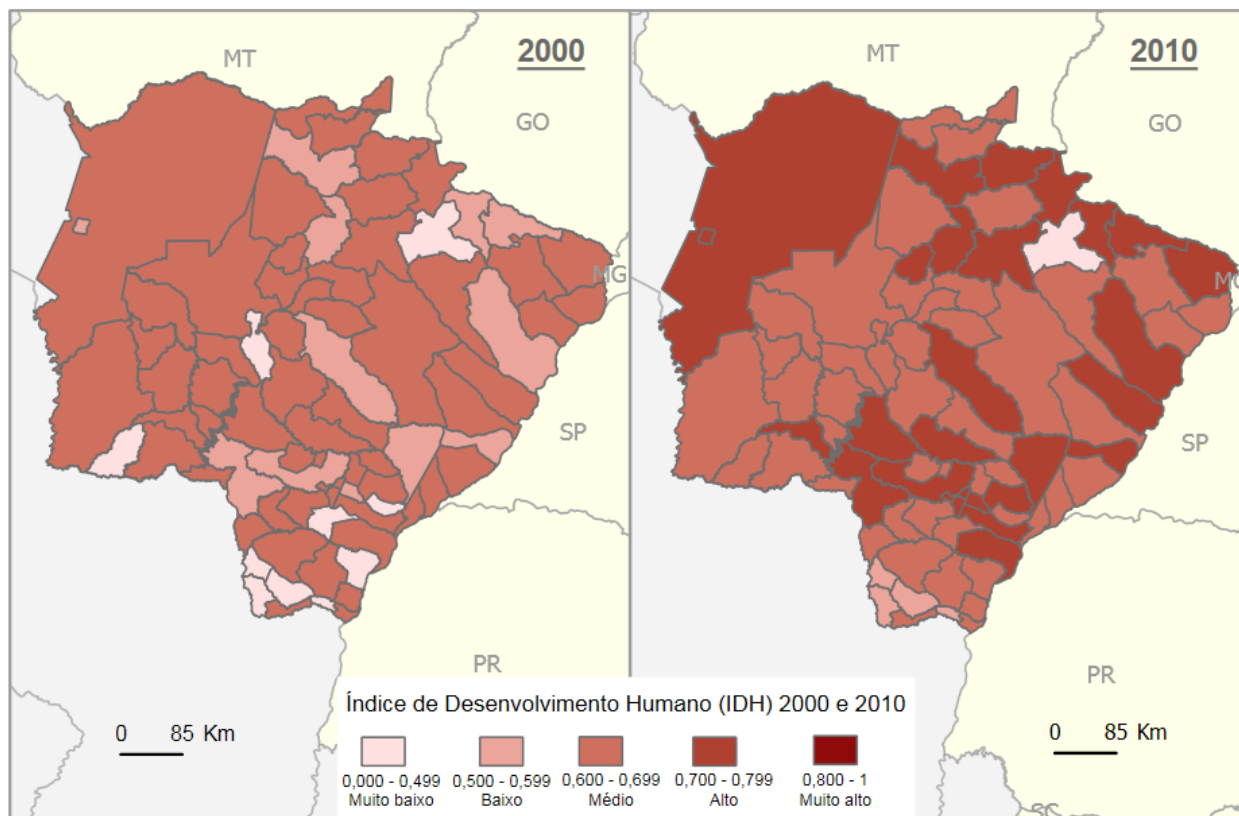 MT
2000
GO
MG
SP
PR
0 85 Km
MT
2010
GO
SP
PR
0 85 Km
SC
Índice de Desenvolvimento Humano (IDH) 2000 e 2010
0,000 - 0,499
Muito baixo
0,500 - 0,599
Baixo
0,600 - 0,699
Médio
0,700 - 0,799
Alto
0,800 - 1
Muito alto